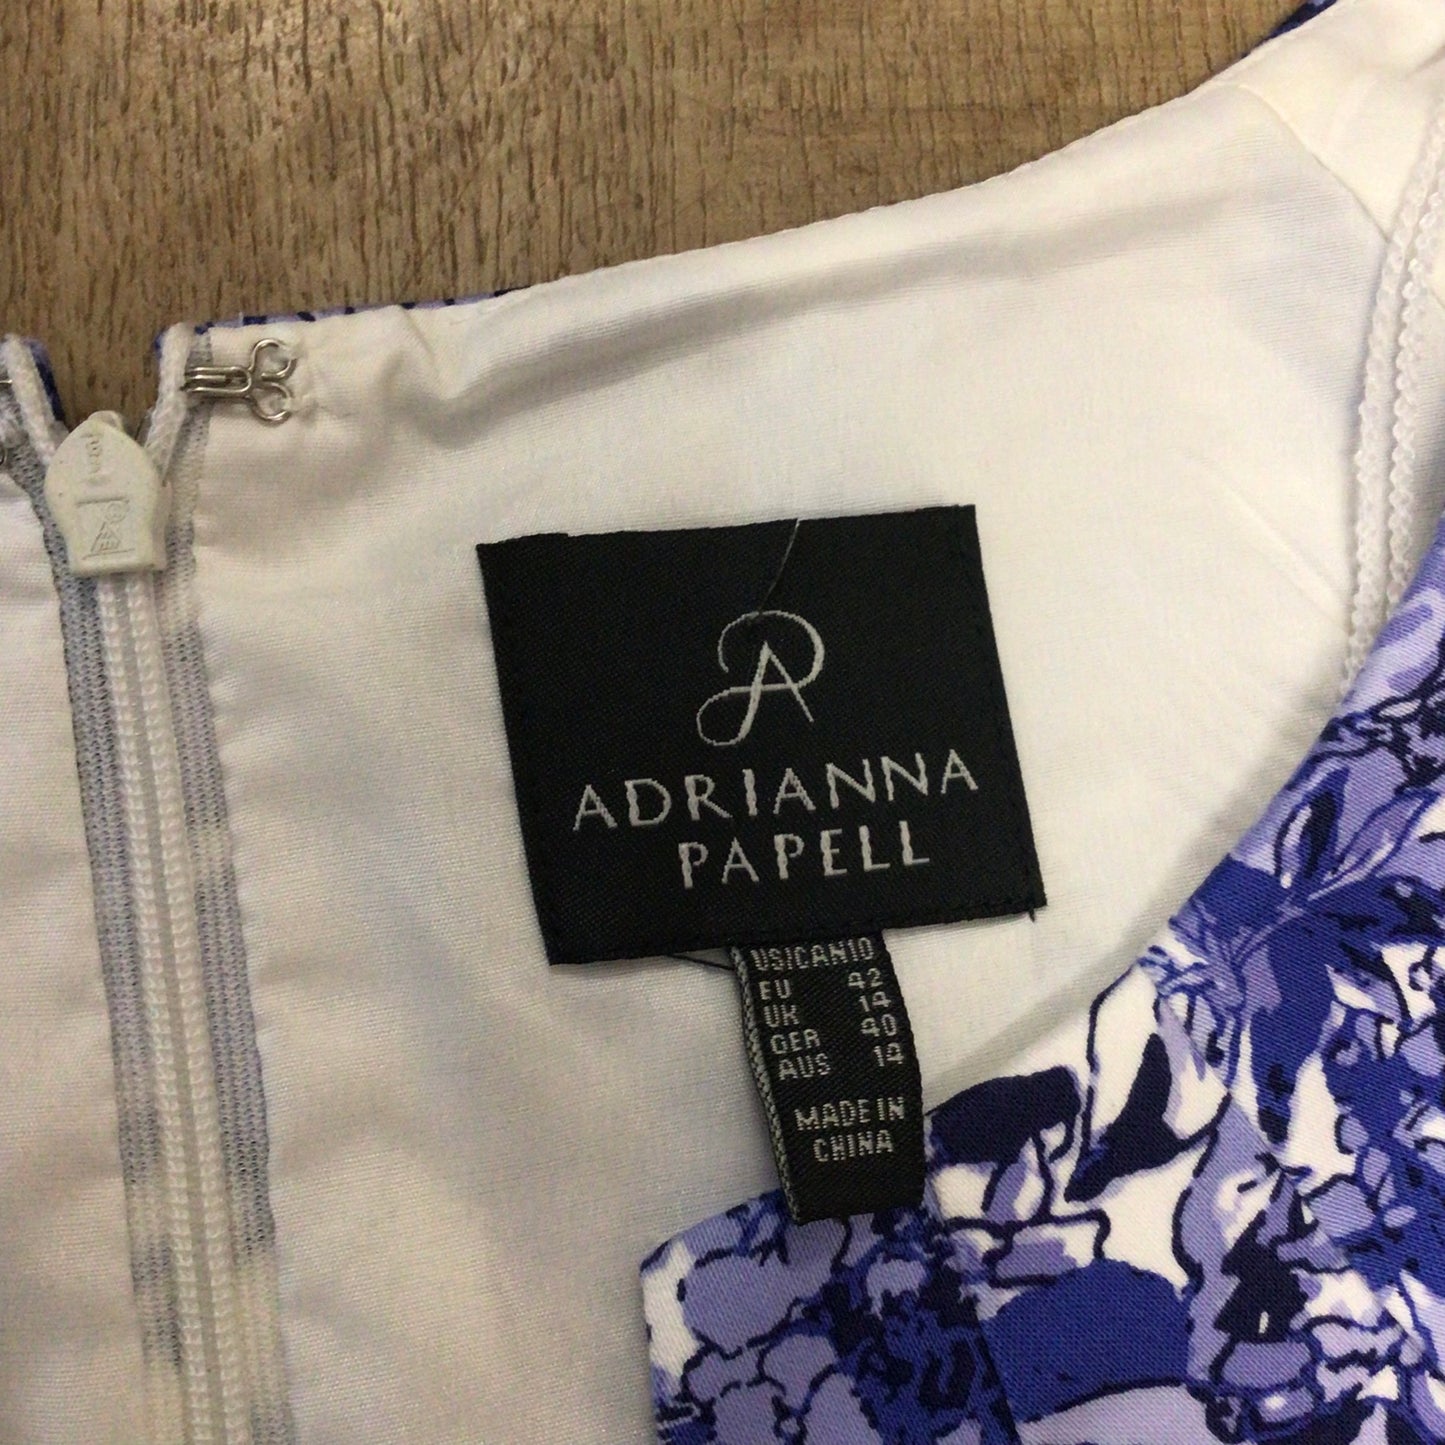 ADRIANNA
PAPELL
US|CAN10
EU 42
UK 14
GER 40
AUS 14
MADE IN
CHINA